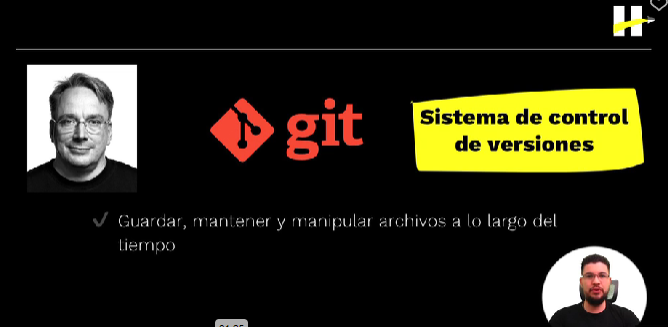 H
git
Sistema de control
de versiones
Guardar, mantener y manipular archivos a lo largo del
tiempo